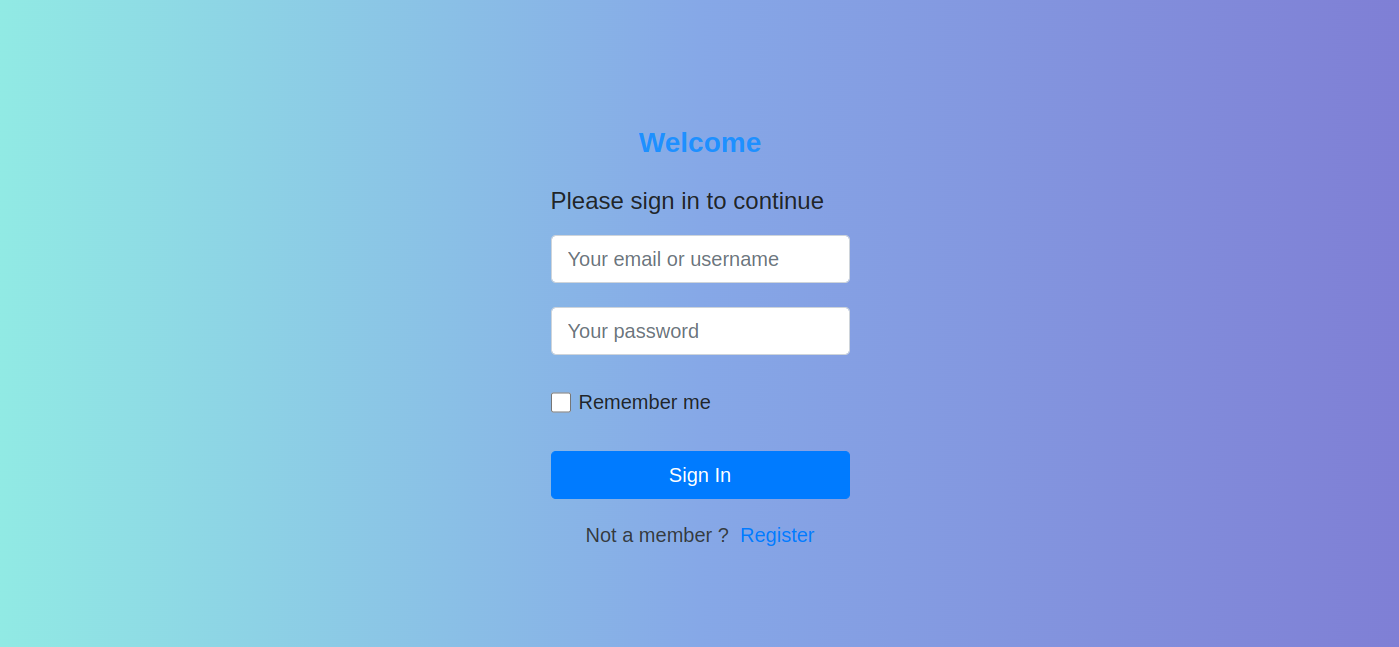 Welcome
Please sign in to continue
Your email or username
Your password
Remember me
Sign In
Not a member ? Register